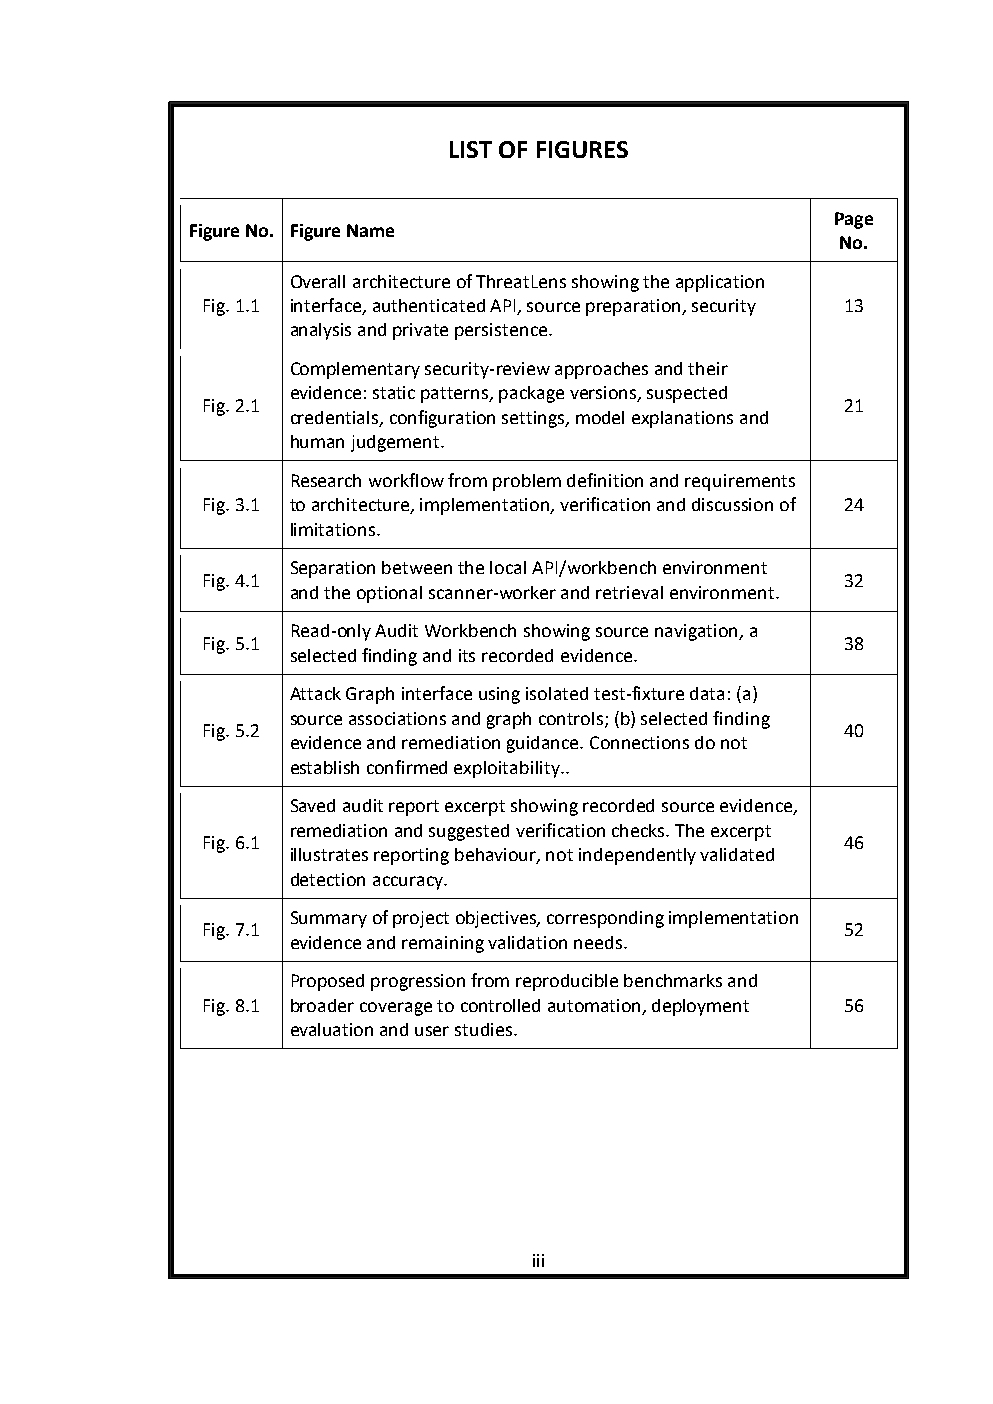 LIST OF FIGURES
Figure No. Figure Name Page No.
Fig. 1.1 Overall architecture of ThreatLens showing the application
interface, authenticated API, source preparation, security
analysis and private persistence. 13
Fig. 2.1 Complementary security-review approaches and their
evidence: static patterns, package versions, suspected
credentials, configuration settings, model explanations and
human judgement. 21
Fig. 3.1 Research workflow from problem definition and requirements
to architecture, implementation, verification and discussion of
limitations. 24
Fig. 4.1 Separation between the local API/workbench environment
and the optional scanner-worker and retrieval environment. 32
Fig. 5.1 Read-only Audit Workbench showing source navigation, a
selected finding and its recorded evidence. 38
Fig. 5.2 Attack Graph interface using isolated test-fixture data: (a)
source associations and graph controls; (b) selected finding
evidence and remediation guidance. Connections do not
establish confirmed exploitability.. 40
Fig. 6.1 Saved audit report excerpt showing recorded source evidence,
remediation and suggested verification checks. The excerpt
illustrates reporting behaviour, not independently validated
detection accuracy. 46
Fig. 7.1 Summary of project objectives, corresponding implementation
evidence and remaining validation needs. 52
Fig. 8.1 Proposed progression from reproducible benchmarks and
broader coverage to controlled automation, deployment
evaluation and user studies. 56
iii